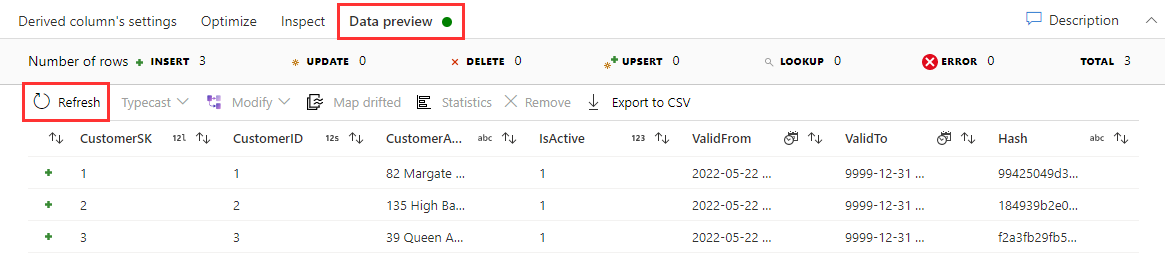 Derived column's settings Optimize Inspect Data preview Description
Number of rows INSERT 3 UPDATE 0 DELETE 0 UPSERT 0 LOOKUP 0 ERROR 0 TOTAL 3
Refresh Typecast Modify Map drifted Statistics Remove Export to CSV
CustomerSK 12l CustomerID 12s CustomerA... abc IsActive 123 ValidFrom ValidTo Hash abc
1 1 82 Margate ... 1 2022-05-22 ... 9999-12-31 ... 99425049d3...
2 2 135 High Ba... 1 2022-05-22 ... 9999-12-31 ... 184939b2e0...
3 3 39 Queen A... 1 2022-05-22 ... 9999-12-31 ... f2a3fb29fb5...